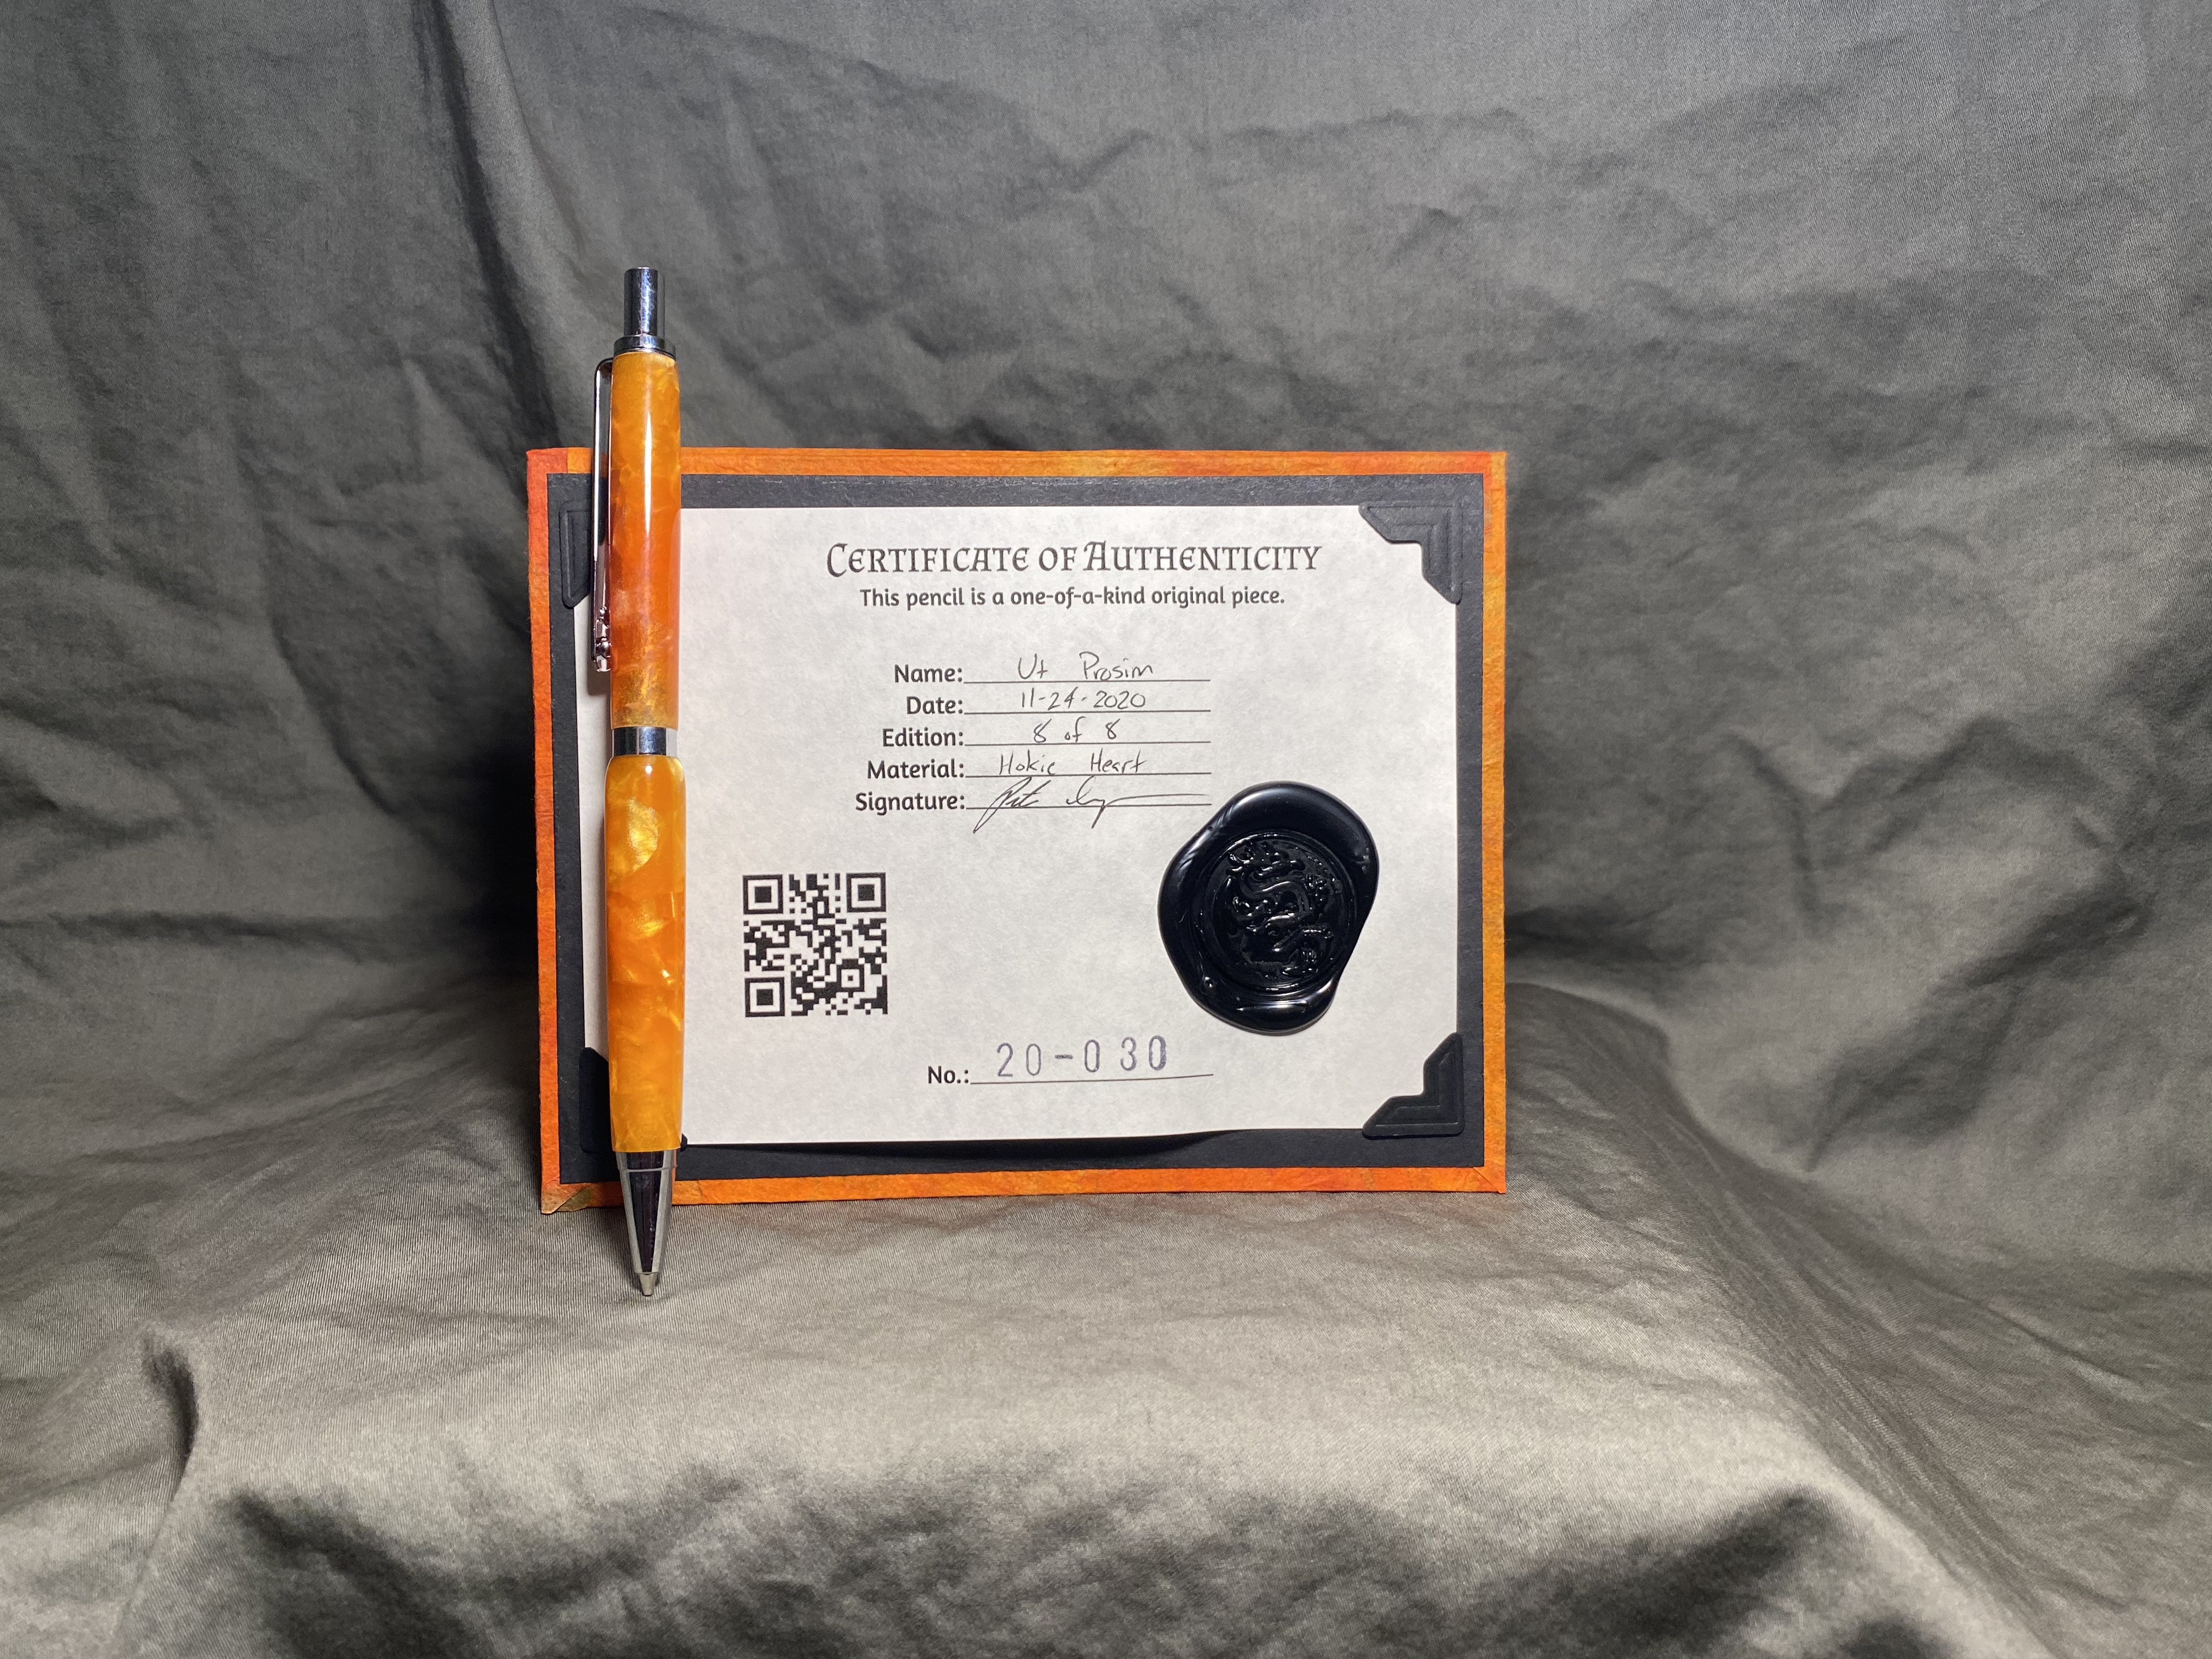 CERTIFICATE OF AUTHENTICITY
This pencil is a one-of-a-kind original piece.
Name: Ut Prosim
Date: 11-24-2020
Edition: 8 of 8
Material: Hokie Heart
Signature:
No.: 20-030